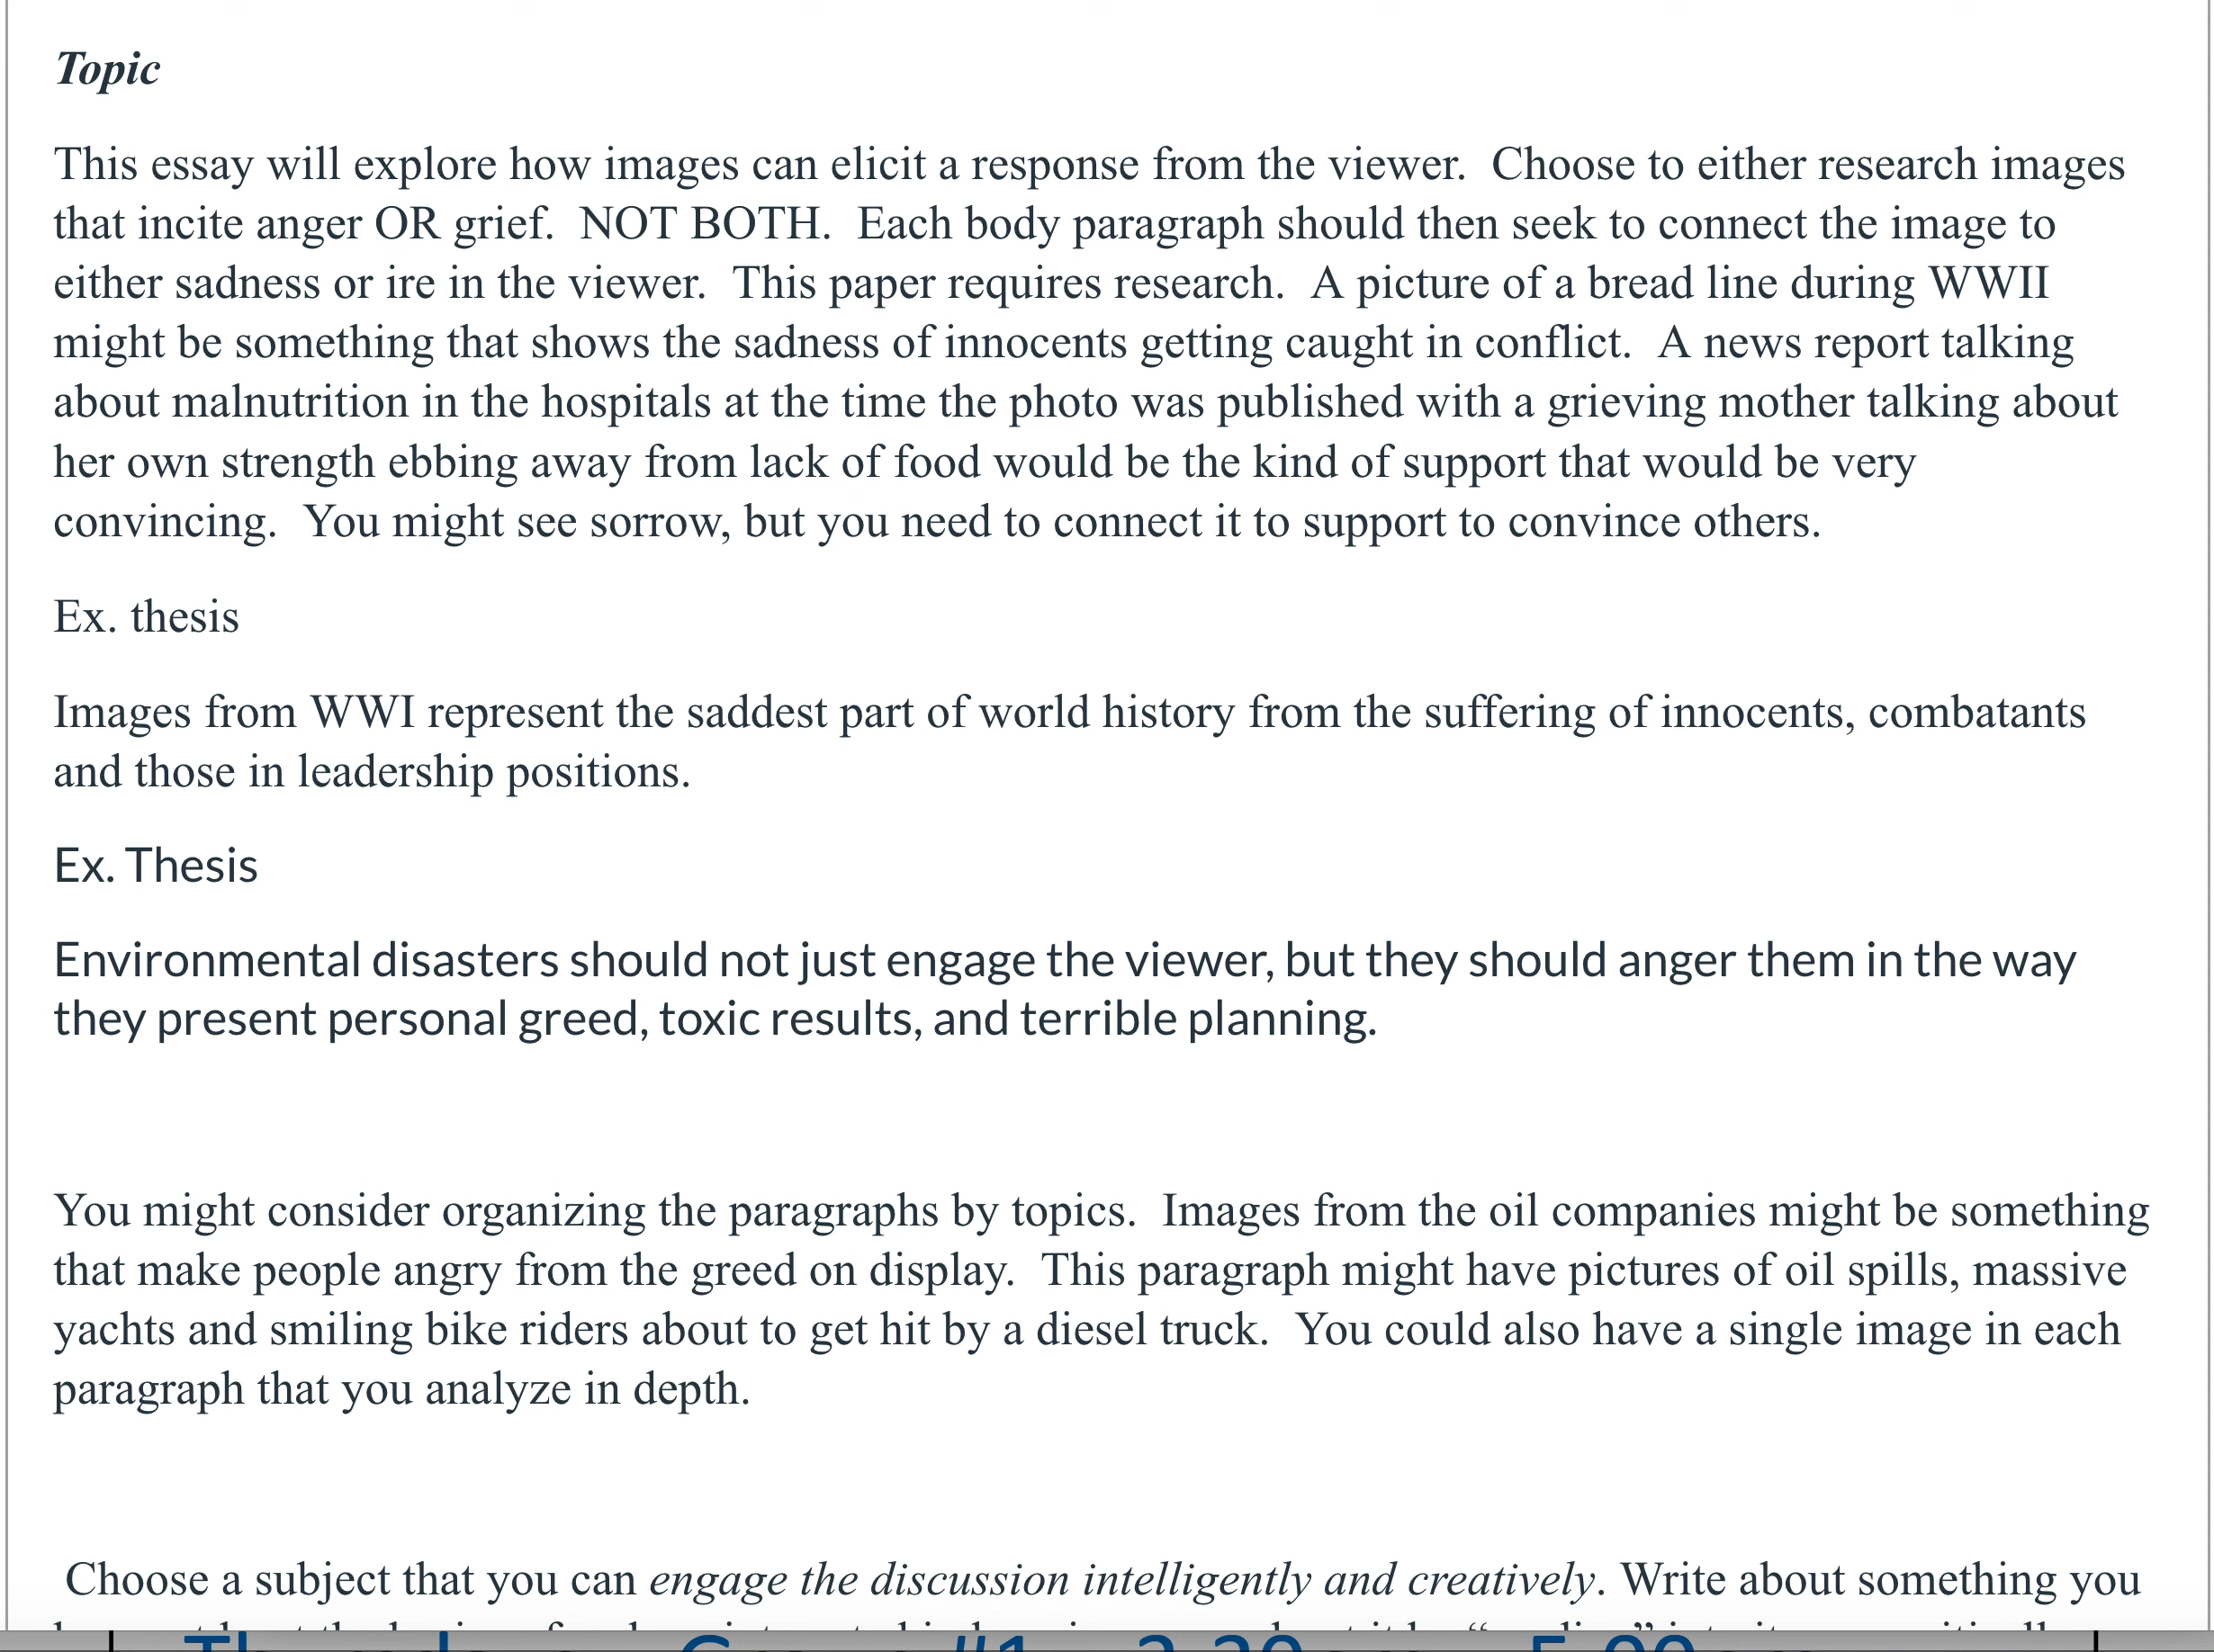 Topic
This essay will explore how images can elicit a response from the viewer.  Choose to either research images
that incite anger OR grief.  NOT BOTH.  Each body paragraph should then seek to connect the image to
either sadness or ire in the viewer.  This paper requires research.  A picture of a bread line during WWII
might be something that shows the sadness of innocents getting caught in conflict.  A news report talking
about malnutrition in the hospitals at the time the photo was published with a grieving mother talking about
her own strength ebbing away from lack of food would be the kind of support that would be very
convincing.  You might see sorrow, but you need to connect it to support to convince others.
Ex. thesis
Images from WWI represent the saddest part of world history from the suffering of innocents, combatants
and those in leadership positions.
Ex. Thesis
Environmental disasters should not just engage the viewer, but they should anger them in the way
they present personal greed, toxic results, and terrible planning.
You might consider organizing the paragraphs by topics.  Images from the oil companies might be something
that make people angry from the greed on display.  This paragraph might have pictures of oil spills, massive
yachts and smiling bike riders about to get hit by a diesel truck.  You could also have a single image in each
paragraph that you analyze in depth.
Choose a subject that you can engage the discussion intelligently and creatively. Write about something you